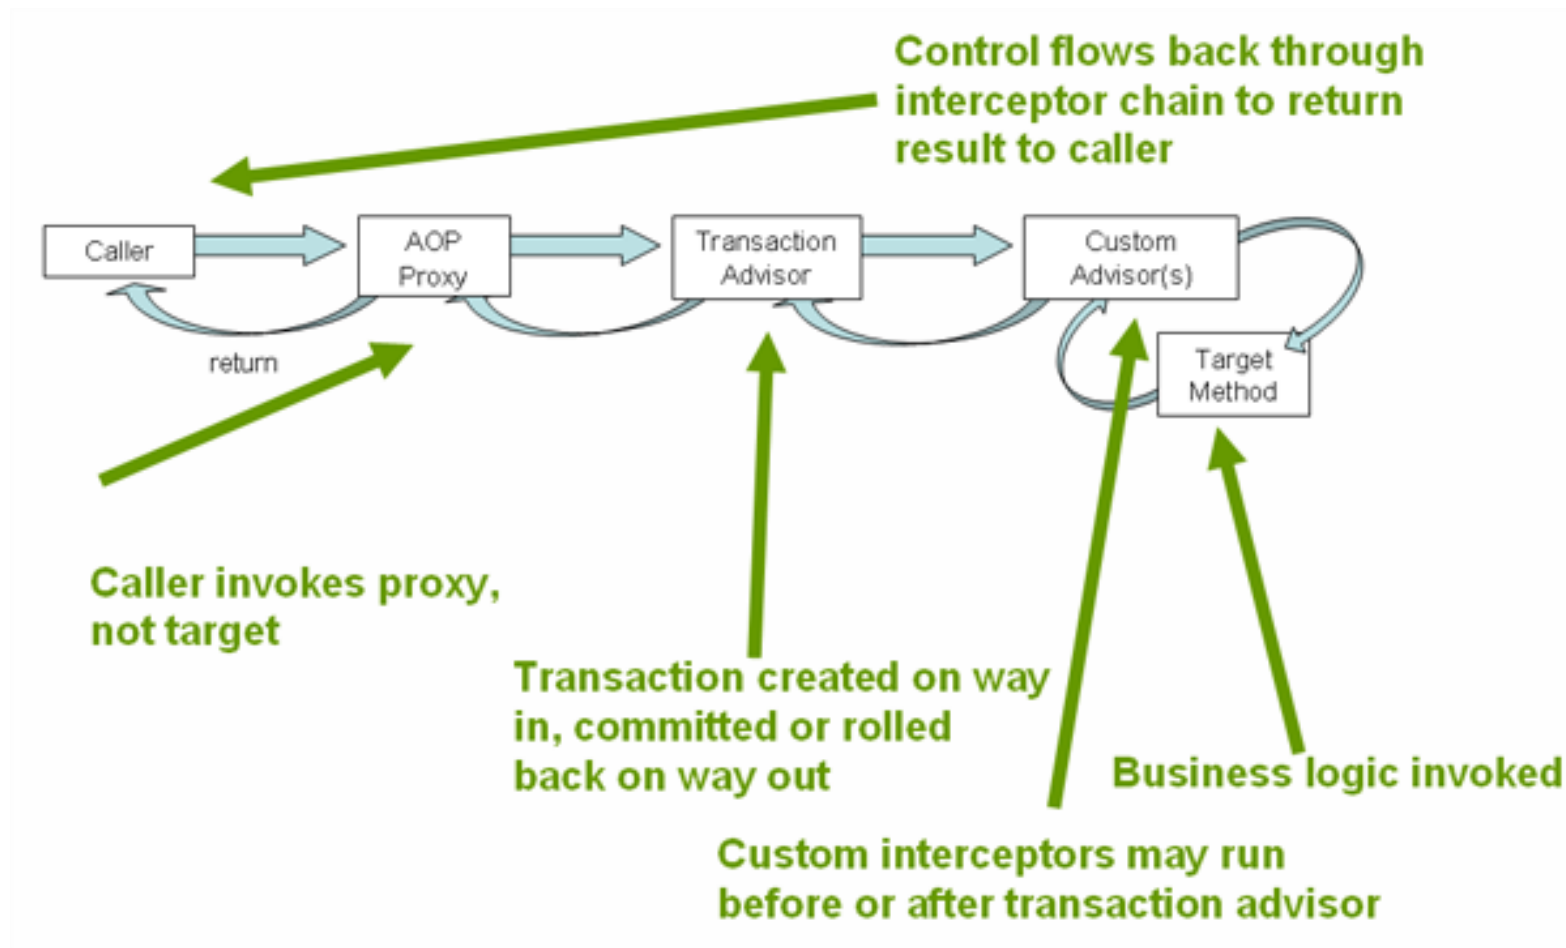 Control flows back through
interceptor chain to return
result to caller
Caller
AOP
Proxy
Transaction
Advisor
Custom
Advisor(s)
return
Target
Method
Caller invokes proxy,
not target
Transaction created on way
in, committed or rolled
back on way out
Business logic invoked
Custom interceptors may run
before or after transaction advisor